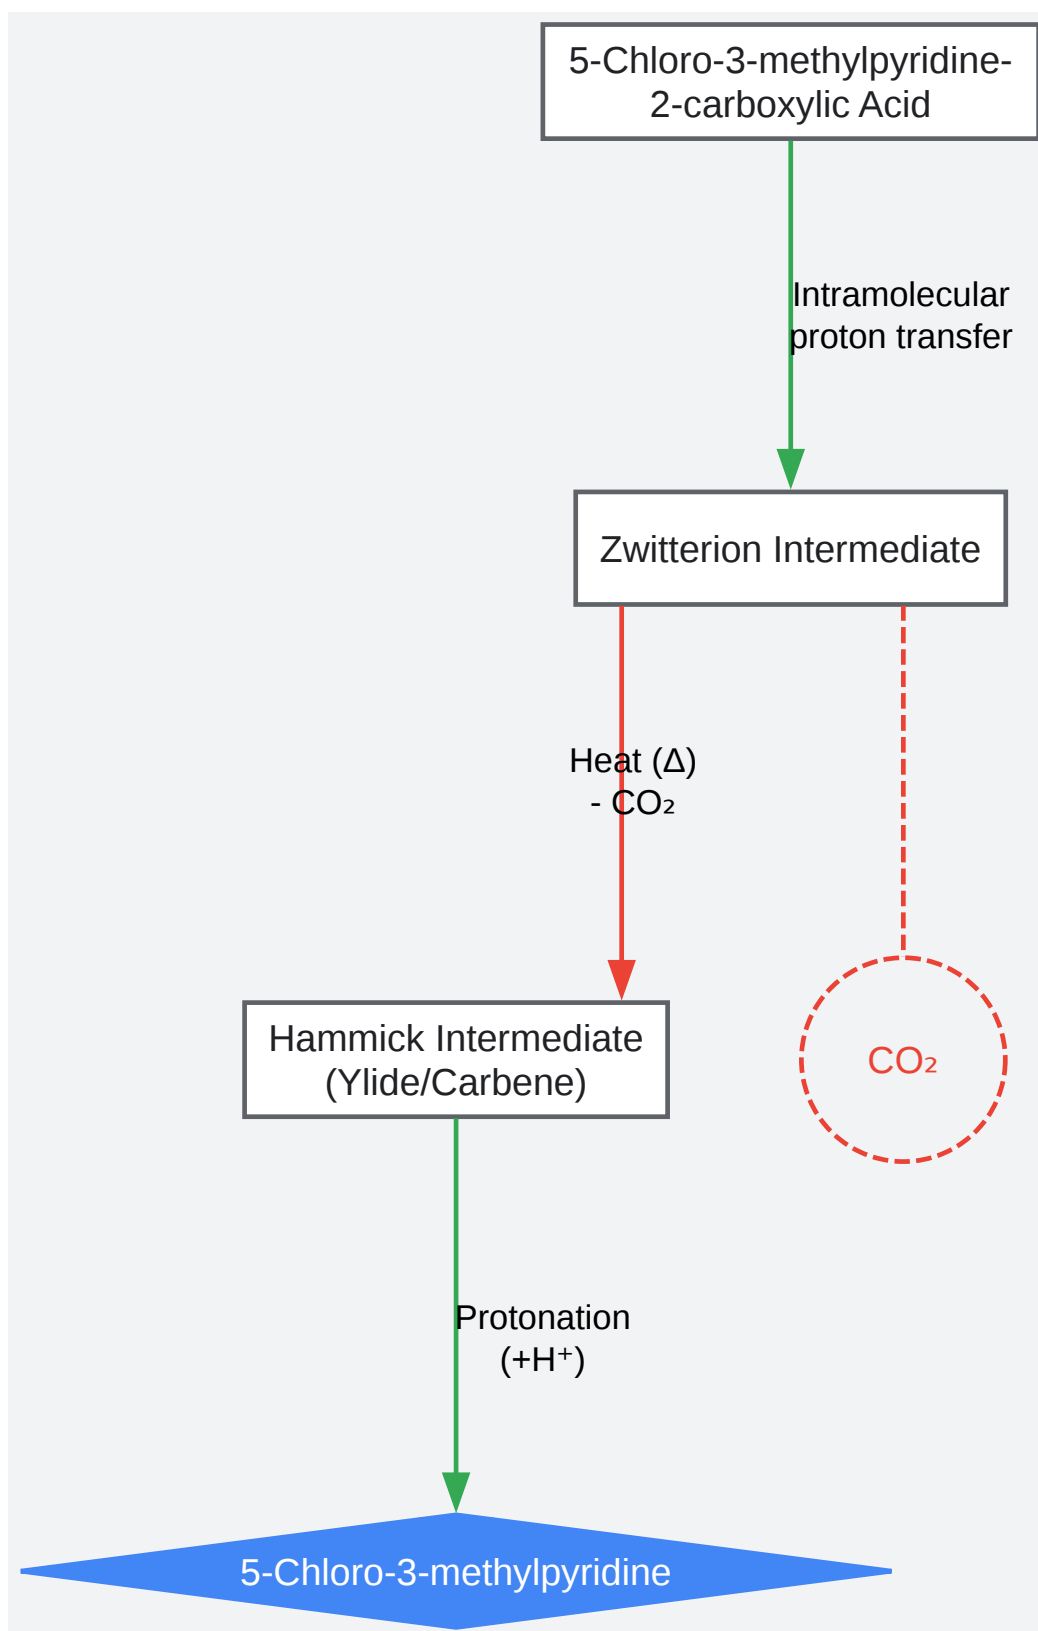 5-Chloro-3-methylpyridine-
2-carboxylic Acid
Intramolecular
proton transfer
Zwitterion Intermediate
Heat (Δ)
- CO₂
Hammick Intermediate
(Ylide/Carbene)
CO₂
Protonation
(+H⁺)
5-Chloro-3-methylpyridine